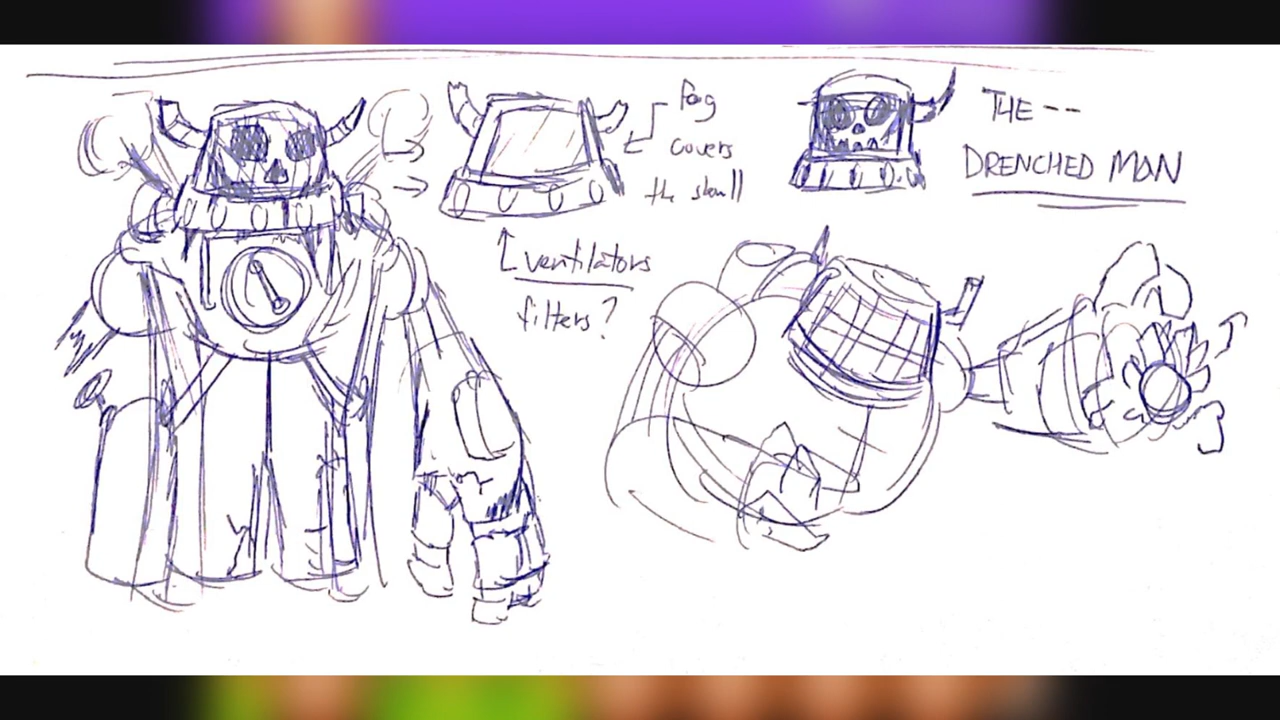 Fog
covers
the skull
THE --
DRENCHED MAN
ventilators
filters?